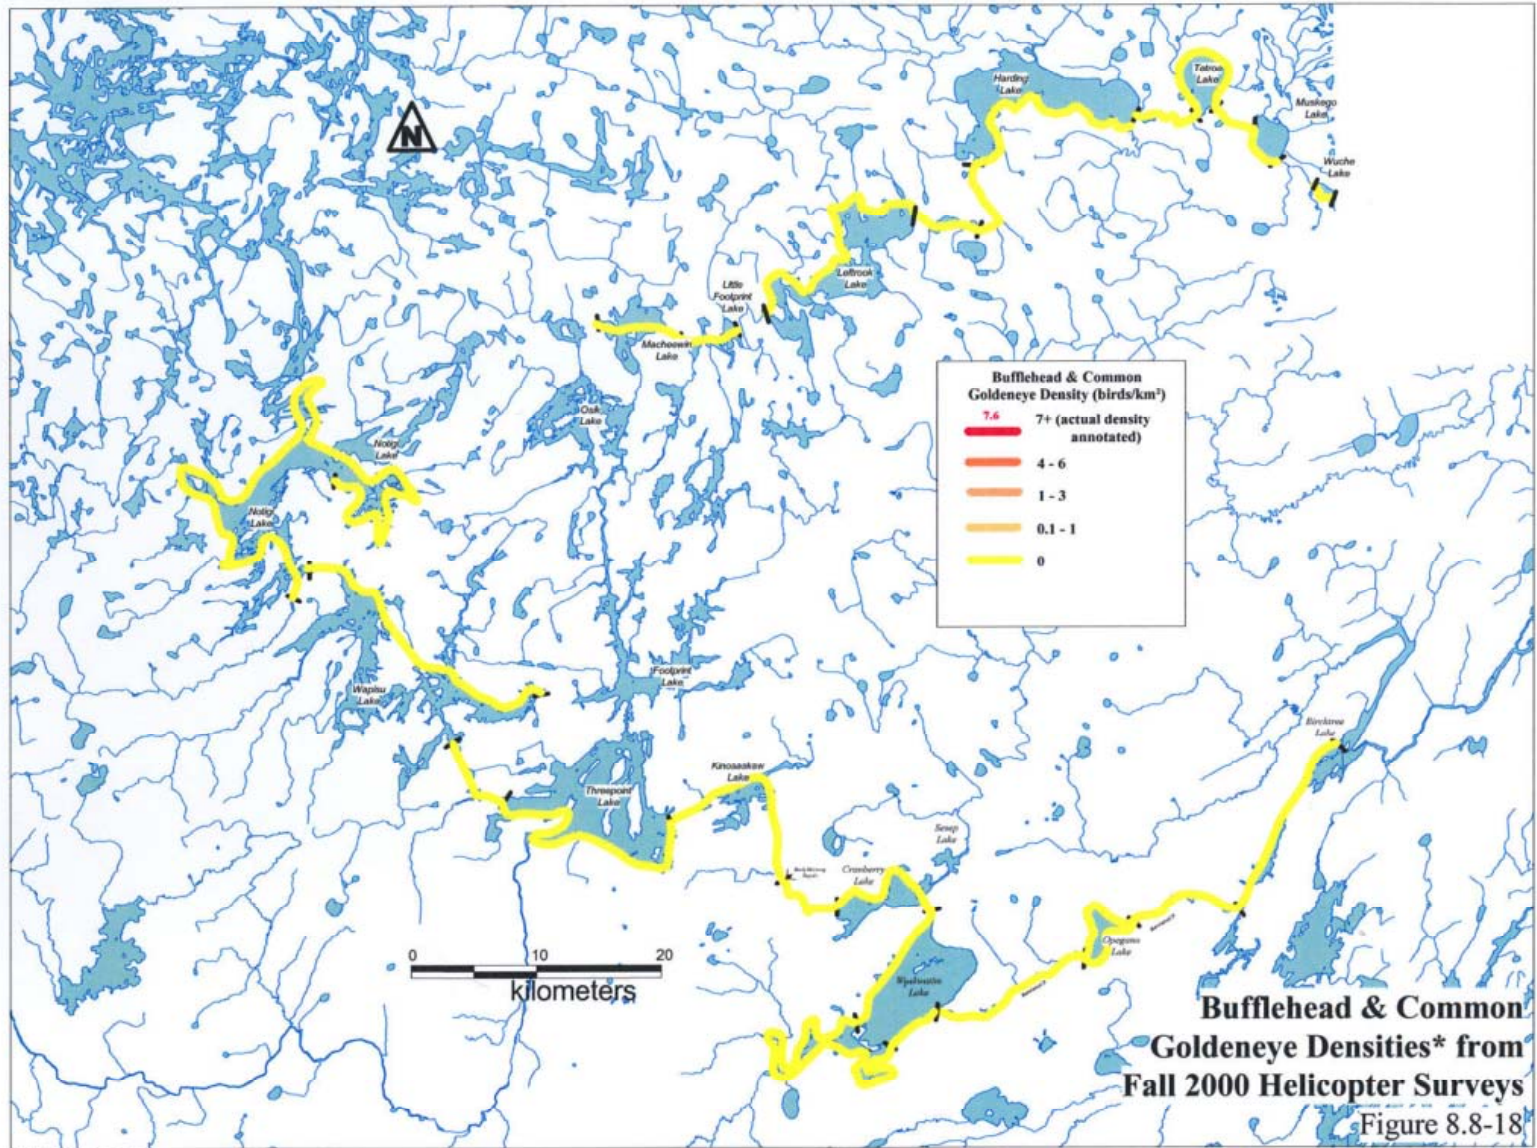 N
Harding
Lake
Tatroa
Lake
Muskego
Lake
Wuche
Lake
Leftrook
Lake
Little
Footprint
Lake
Macheewin
Lake
Osik
Lake
Notigi
Lake
Notigi
Lake
Bufflehead & Common
Goldeneye Density (birds/km²)
7.6
7+ (actual density
annotated)
4 - 6
1 - 3
0.1 - 1
0
Wapisu
Lake
Footprint
Lake
Birchtree
Lake
Threepoint
Lake
Kinosaskaw
Lake
Sesep
Lake
Cranberry
Lake
Opegano
Lake
Wuskwatim
Lake
0 10 20
kilometers
Bufflehead & Common
Goldeneye Densities* from
Fall 2000 Helicopter Surveys
Figure 8.8-18